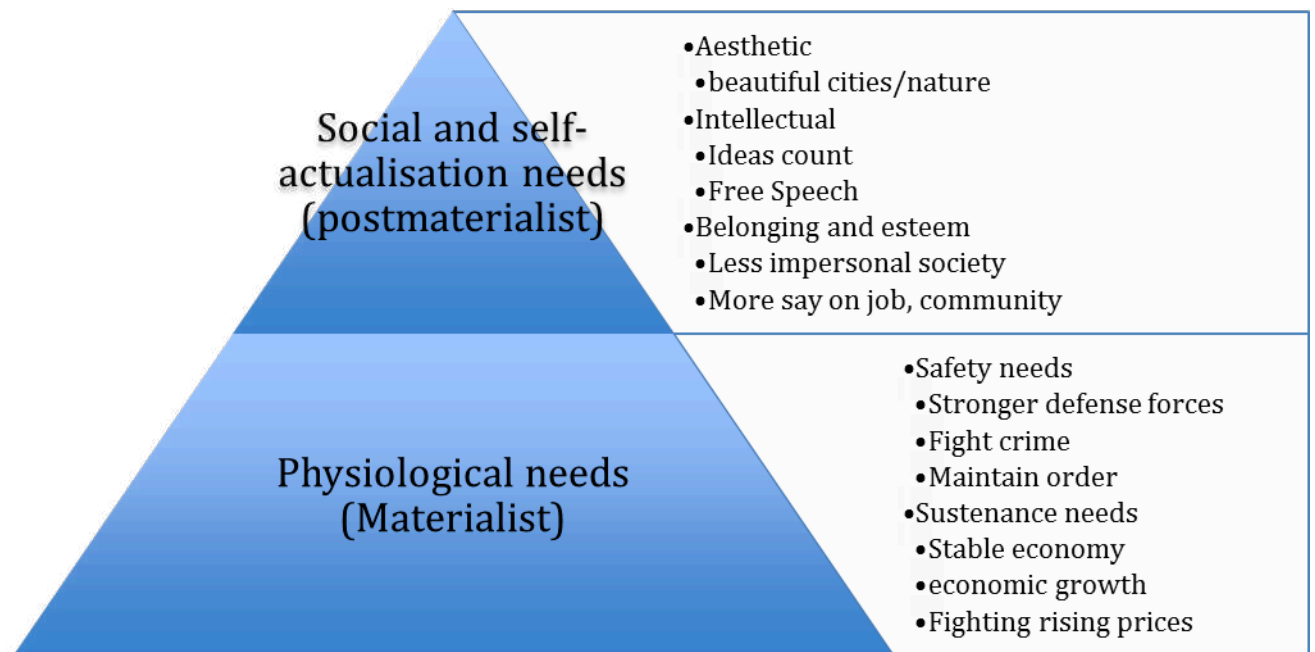 Social and self-
actualisation needs
(postmaterialist)
•Aesthetic
•beautiful cities/nature
•Intellectual
•Ideas count
•Free Speech
•Belonging and esteem
•Less impersonal society
•More say on job, community
Physiological needs
(Materialist)
•Safety needs
•Stronger defense forces
•Fight crime
•Maintain order
•Sustenance needs
•Stable economy
•economic growth
•Fighting rising prices